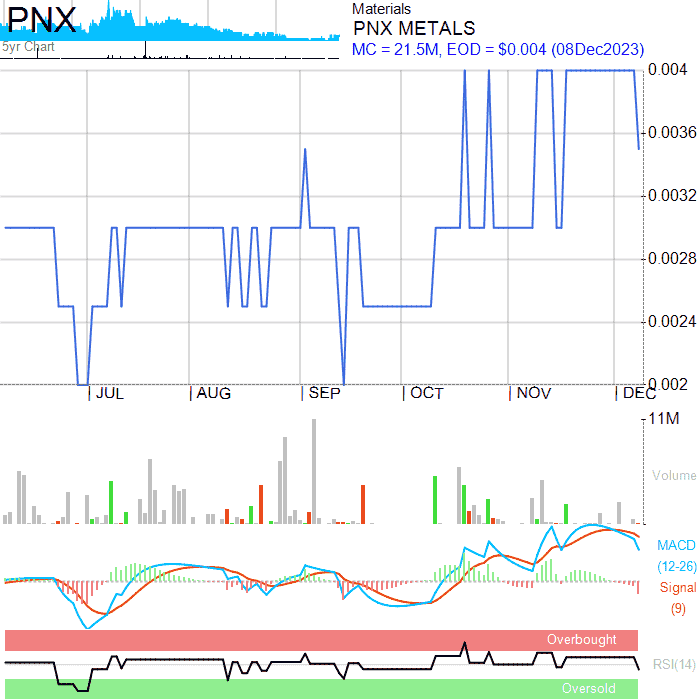 PNX
5yr Chart
Materials
PNX METALS
MC = 21.5M, EOD = $0.004 (08Dec2023)
0.004
0.0036
0.0032
0.0028
0.0024
0.002
JUL AUG SEP OCT NOV DEC
11M
Volume
MACD
(12-26)
Signal
(9)
Overbought
RSI(14)
Oversold